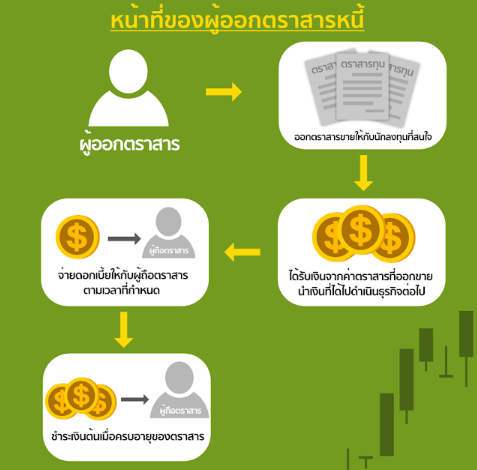 หน้าที่ของผู้ออกตราสารหนี้
ผู้ออกตราสาร
ตราสารทุน
ออกตราสารขายให้กับนักลงทุนที่สนใจ
ได้รับเงินจากค่าตราสารที่ออกขาย
นำเงินที่ได้ไปดำเนินธุรกิจต่อไป
ผู้ถือตราสาร
จ่ายดอกเบี้ยให้กับผู้ถือตราสาร
ตามเวลาที่กำหนด
ผู้ถือตราสาร
ชำระเงินต้นเมื่อครบอายุของตราสาร